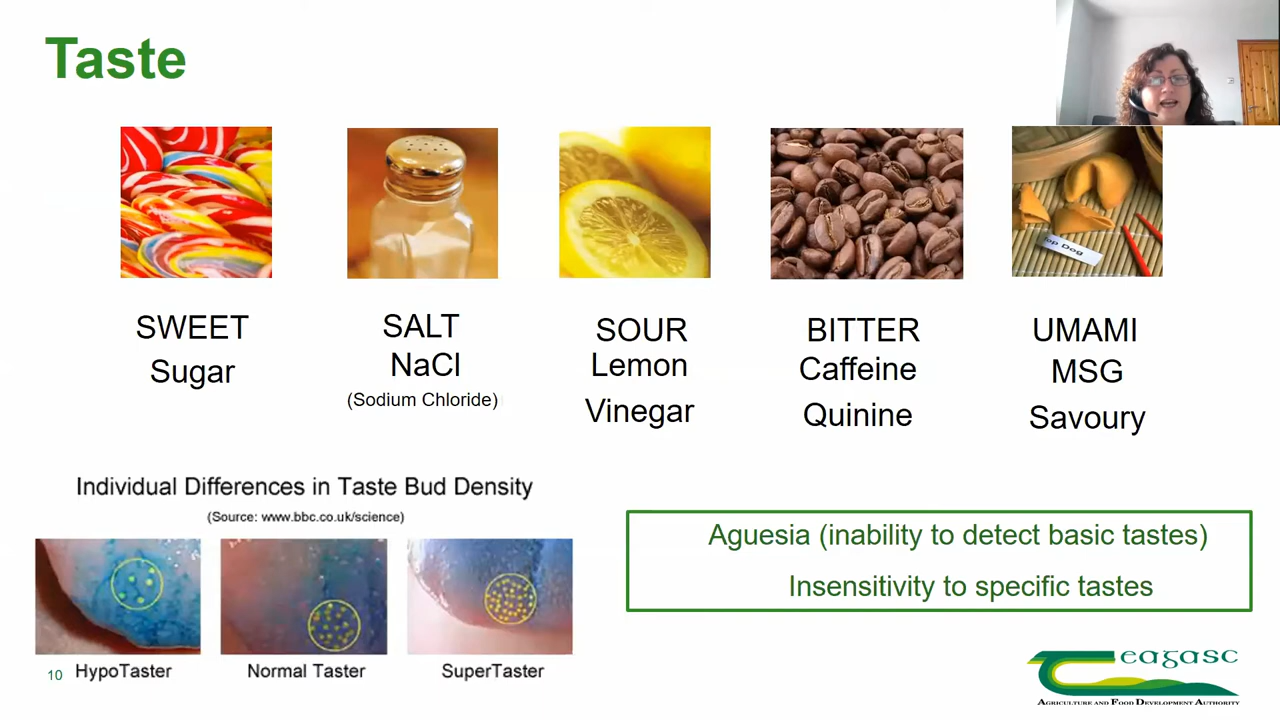 Taste
Top Dog
SWEET
Sugar
SALT
NaCl
(Sodium Chloride)
SOUR
Lemon
Vinegar
BITTER
Caffeine
Quinine
UMAMI
MSG
Savoury
Individual Differences in Taste Bud Density
(Source: www.bbc.co.uk/science)
HypoTaster
Normal Taster
SuperTaster
Aguesia (inability to detect basic tastes)
Insensitivity to specific tastes
10
teagasc
AGRICULTURE AND FOOD DEVELOPMENT AUTHORITY